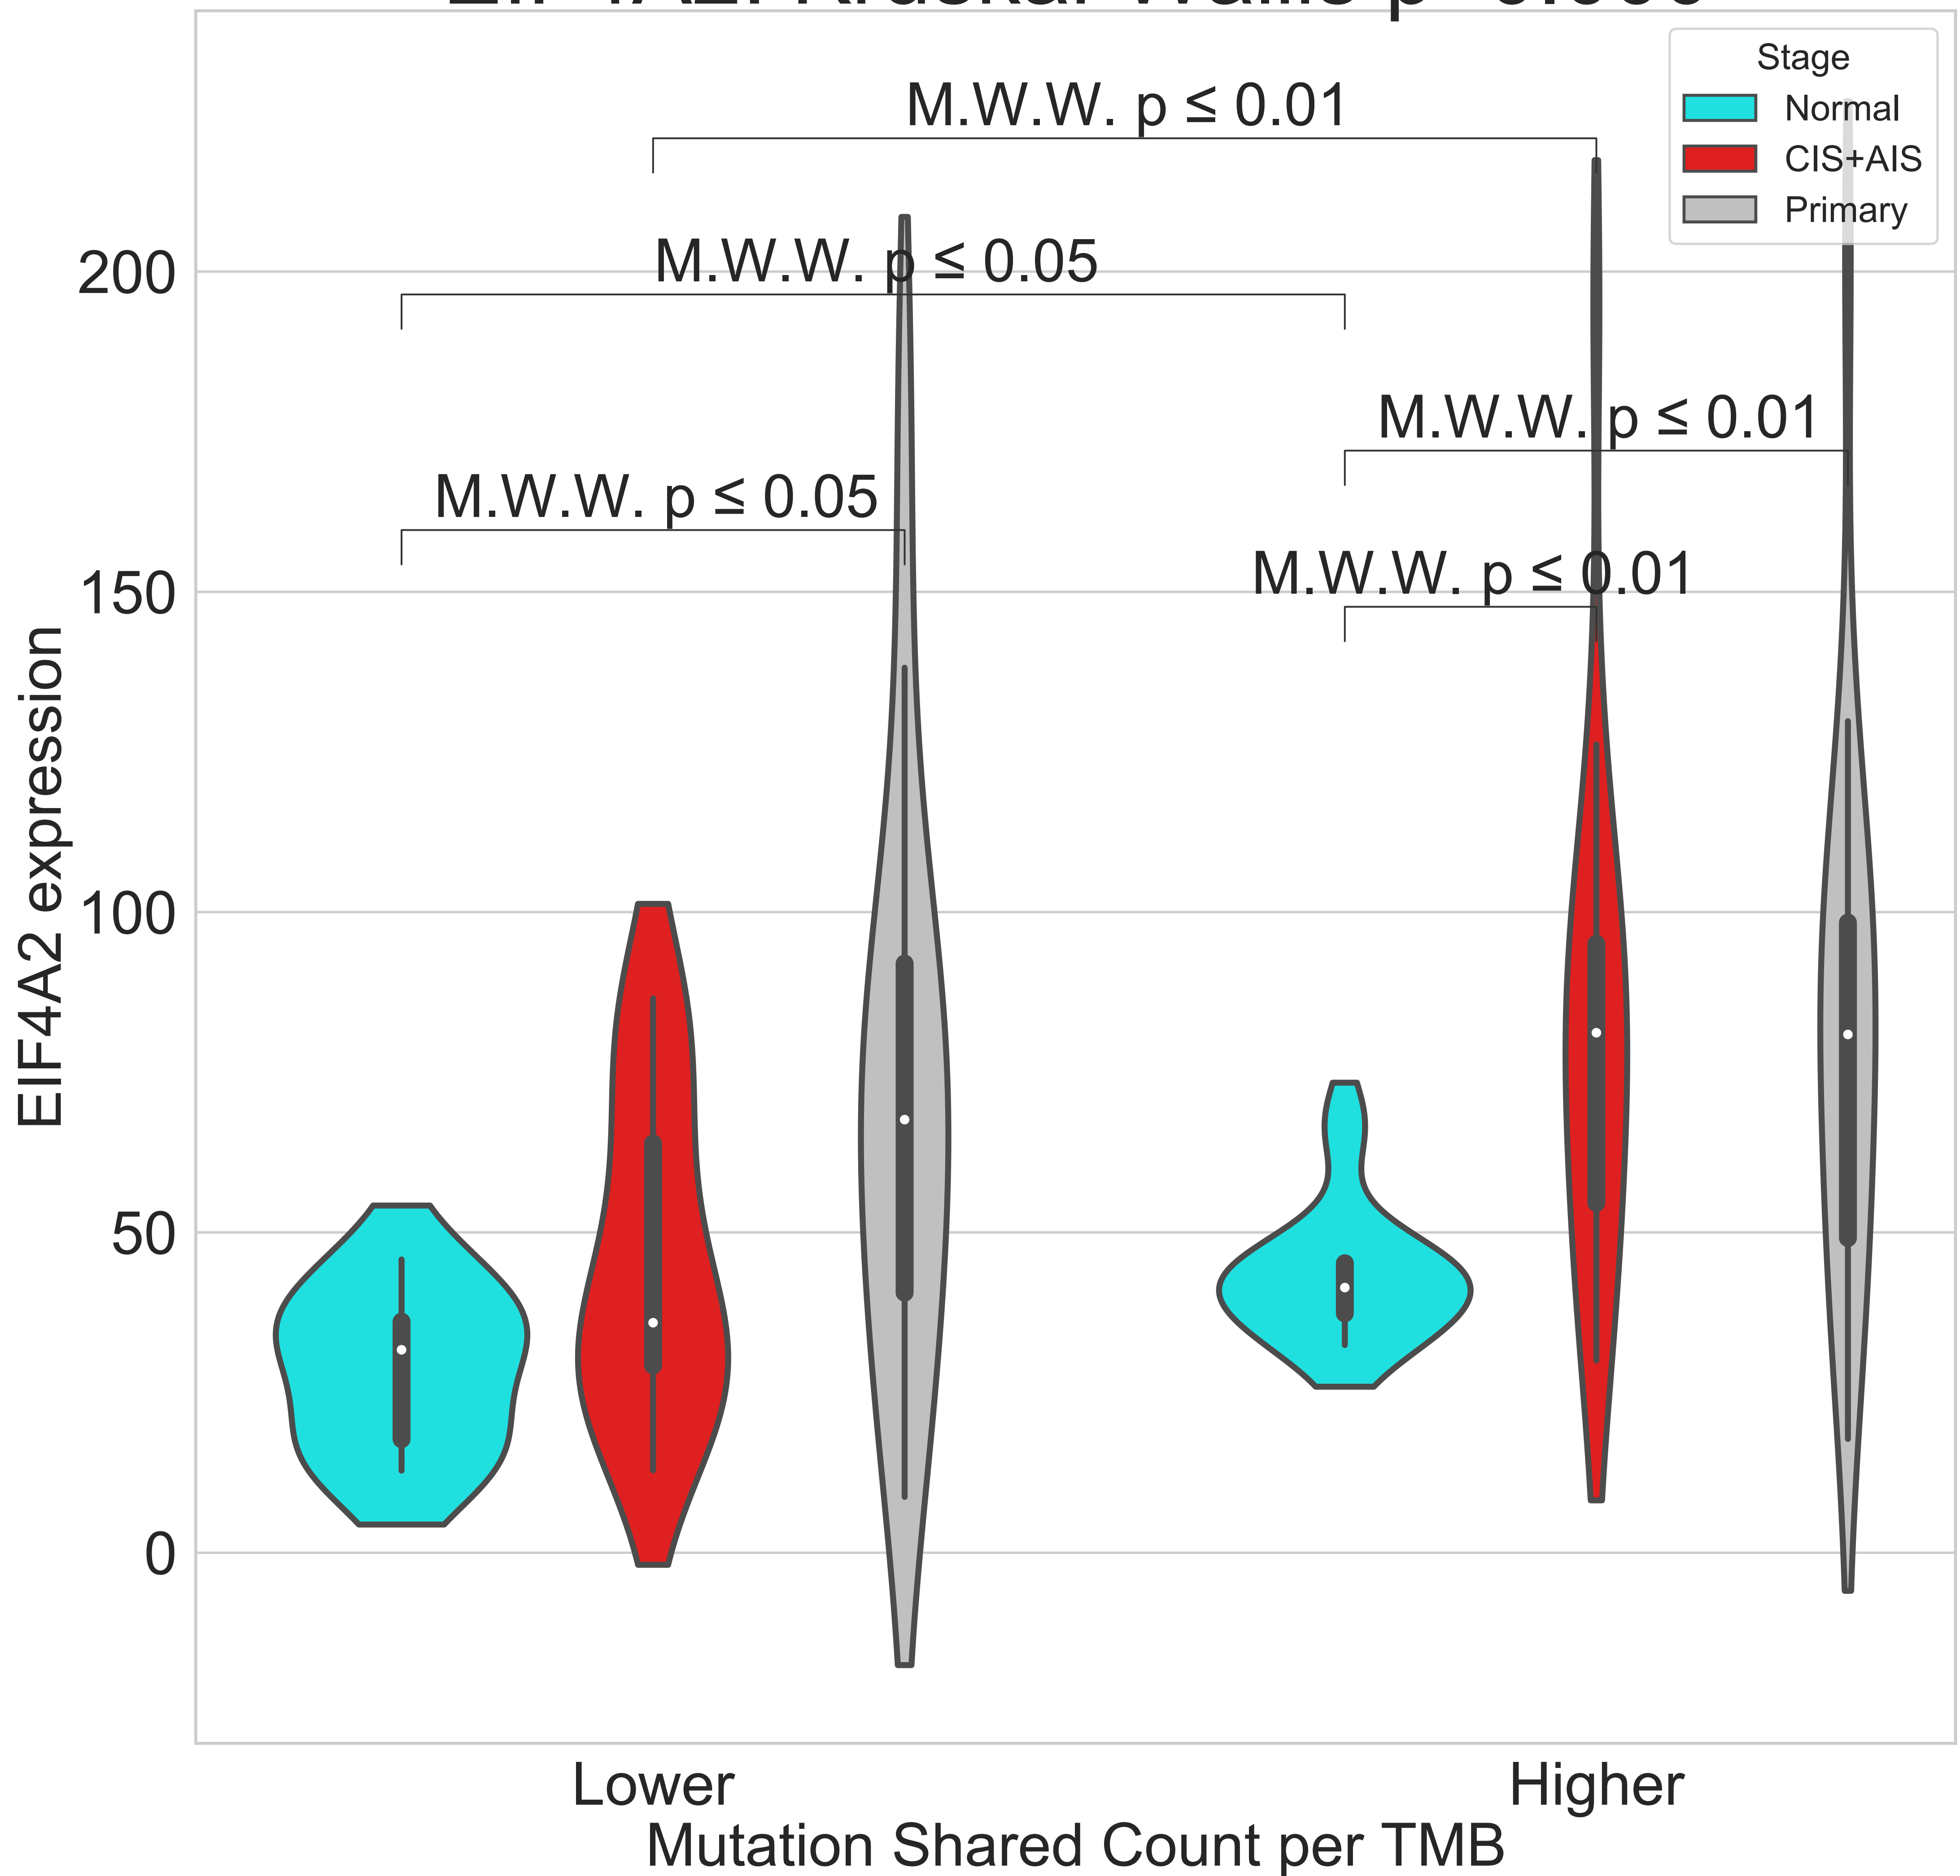 M.W.W. p ≤ 0.01
Stage
Normal
CIS+AIS
Primary
M.W.W. p ≤ 0.05
M.W.W. p ≤ 0.01
M.W.W. p ≤ 0.05
M.W.W. p ≤ 0.01
200
150
100
50
0
EIF4A2 expression
Lower
Higher
Mutation Shared Count per TMB